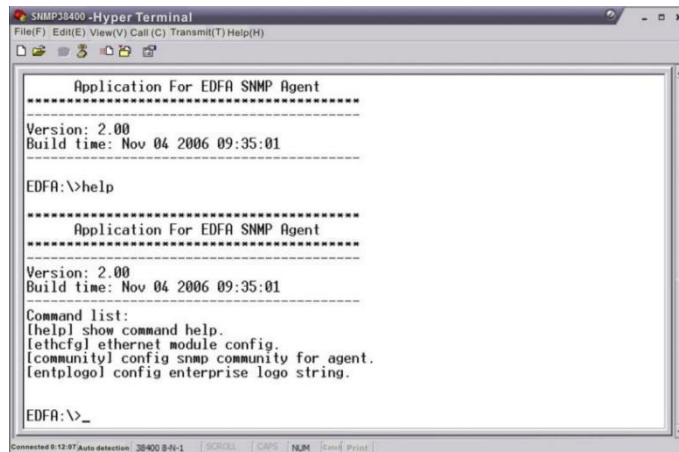 SNMP38400 -Hyper Terminal
File(F) Edit(E) View(V) Call (C) Transmit(T) Help(H)
Application For EDFA SNMP Agent
******************************************
------------------------------------------
Version: 2.00
Build time: Nov 04 2006 09:35:01
------------------------------------------
EDFA:\>help
******************************************
Application For EDFA SNMP Agent
******************************************
------------------------------------------
Version: 2.00
Build time: Nov 04 2006 09:35:01
------------------------------------------
Command list:
[help] show command help.
[ethcfg] ethernet module config.
[community] config snmp community for agent.
[entplogo] config enterprise logo string.
EDFA:\>_
Connected 0:12:07 Auto detection 38400 8-N-1 SCROLL CAPS NUM Print